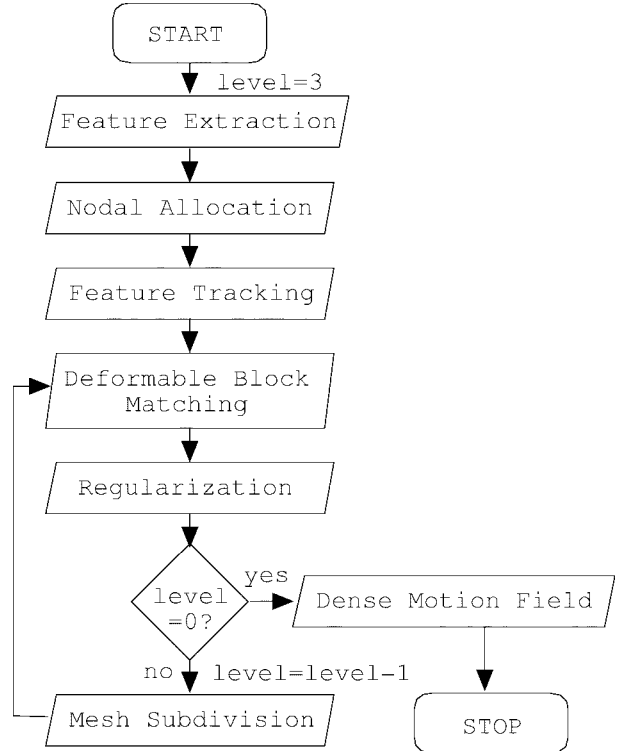 START
level=3
Feature Extraction
Nodal Allocation
Feature Tracking
Deformable Block
Matching
Regularization
level
=0?
yes
Dense Motion Field
no
level=level-1
Mesh Subdivision
STOP